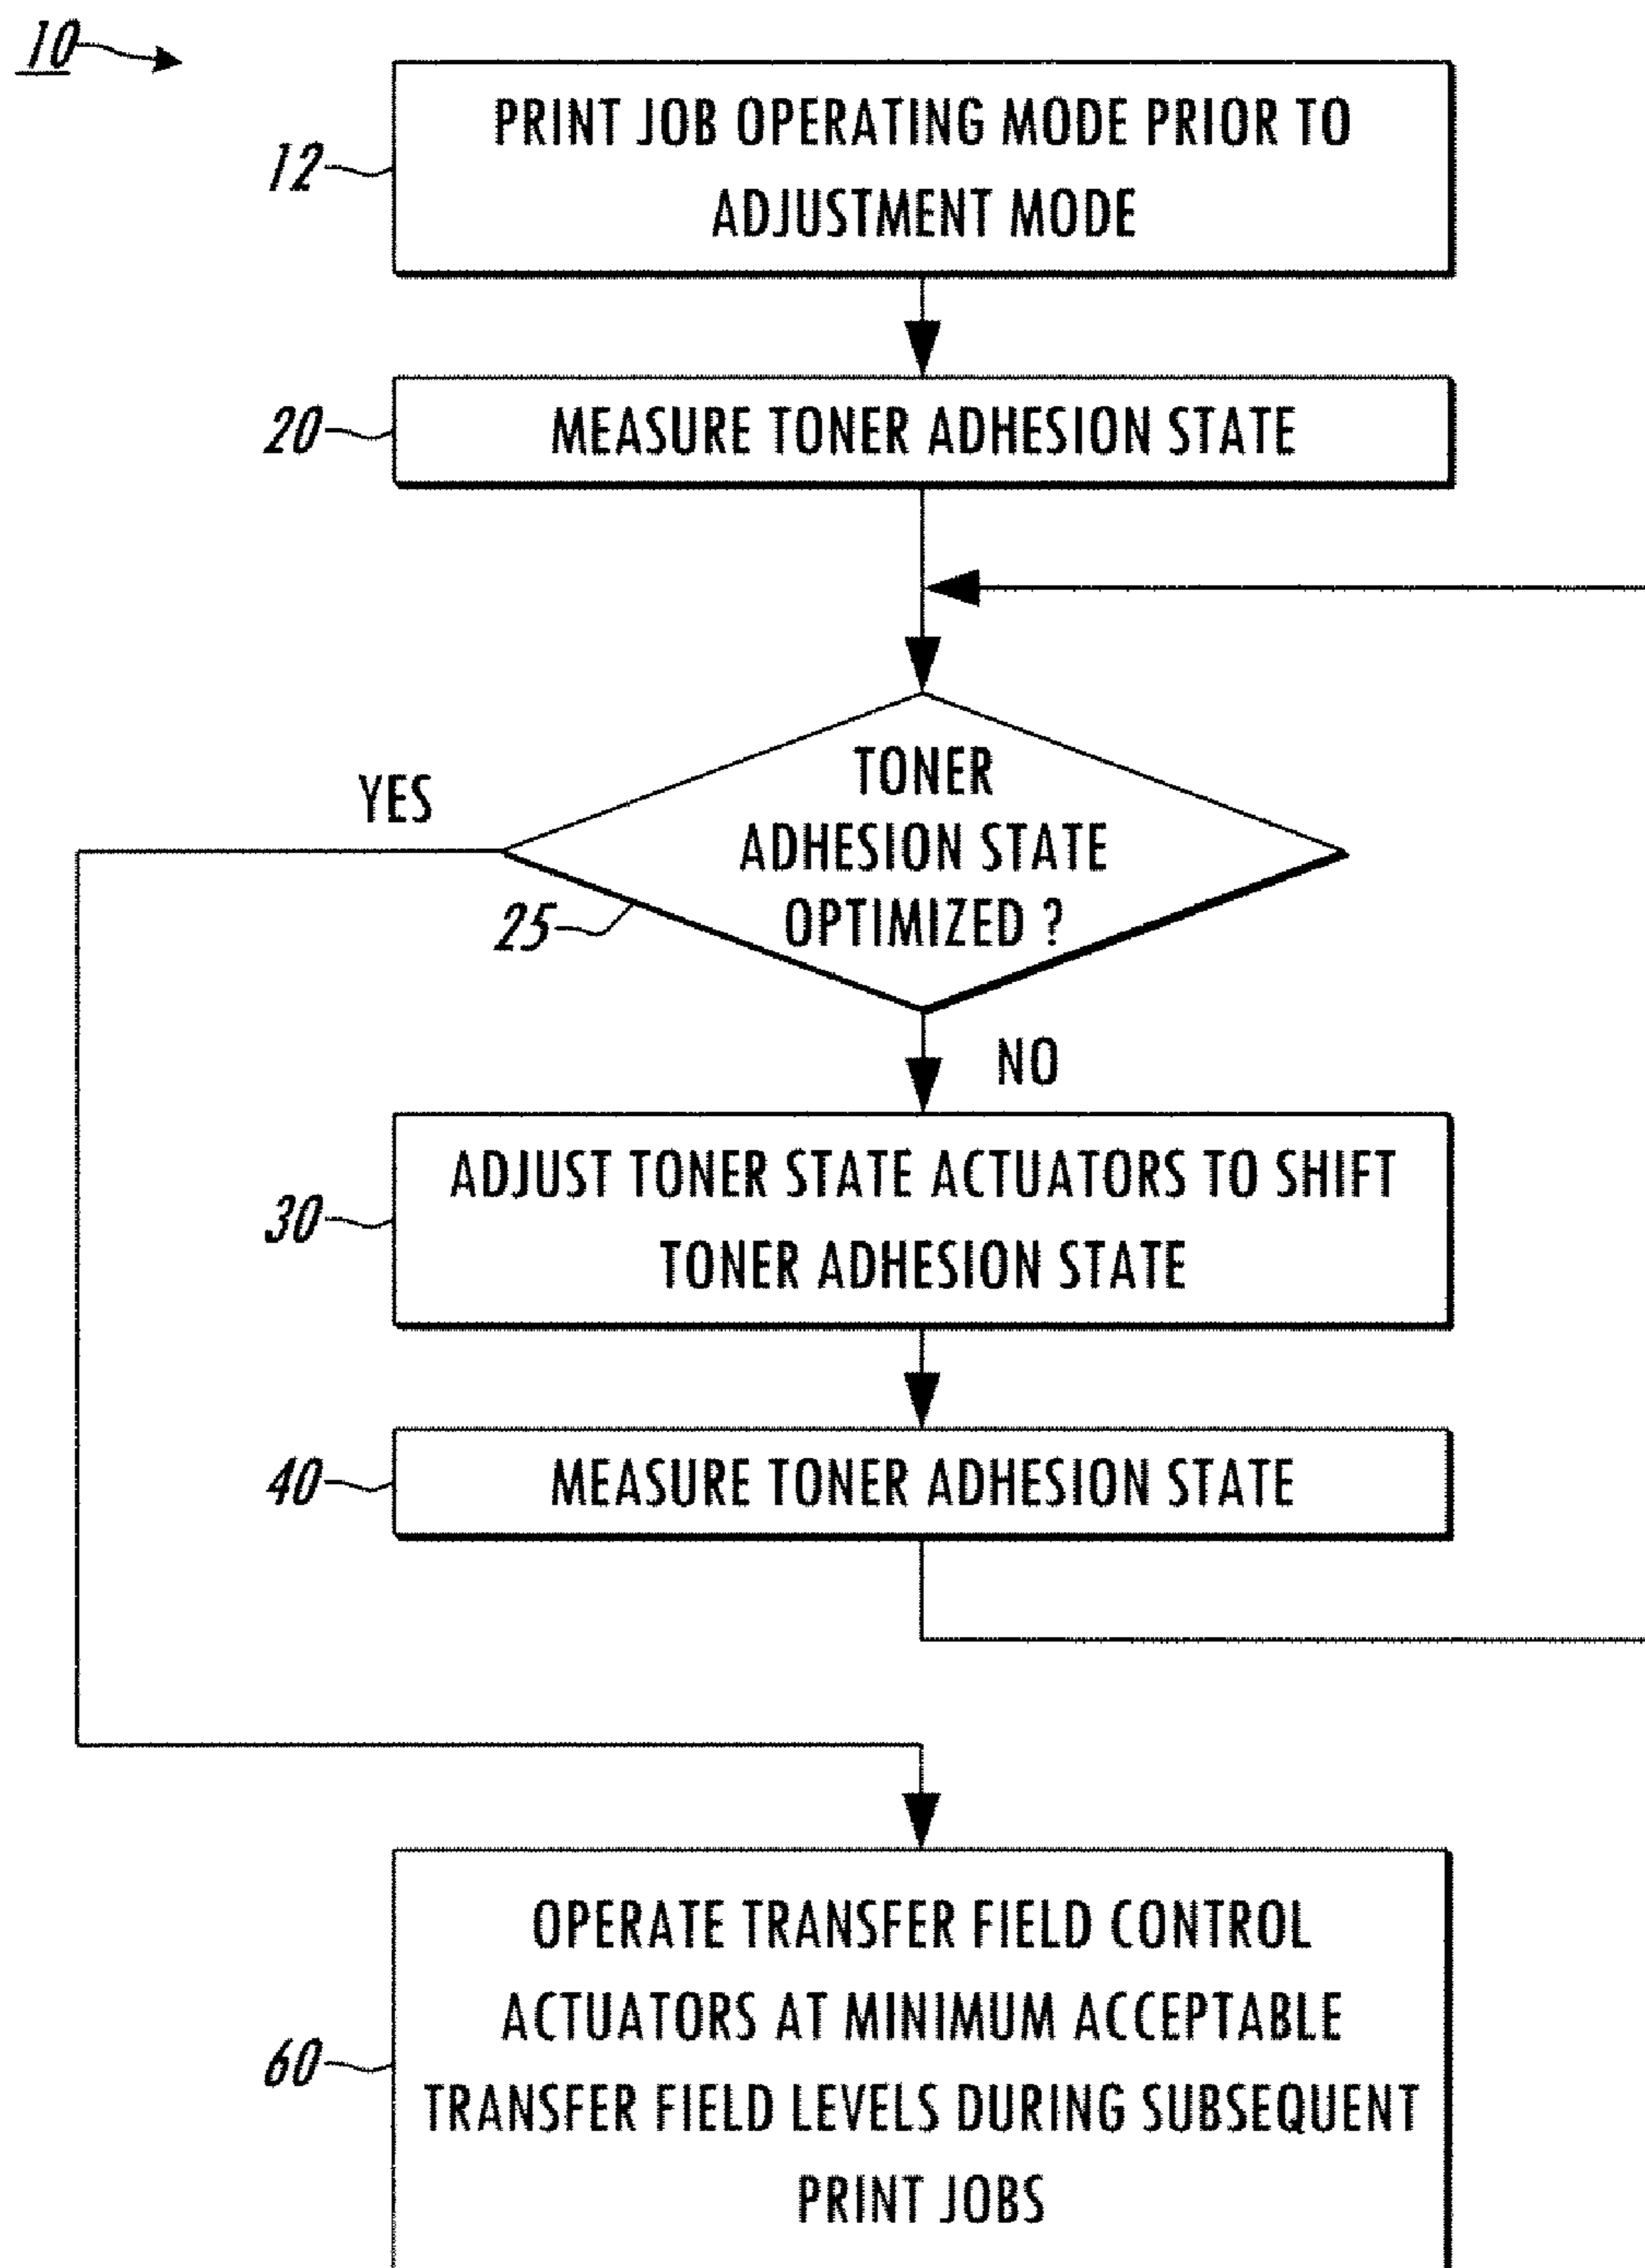 10
12
PRINT JOB OPERATING MODE PRIOR TO
ADJUSTMENT MODE
20
MEASURE TONER ADHESION STATE
YES
TONER
ADHESION STATE
OPTIMIZED ?
25
NO
30
ADJUST TONER STATE ACTUATORS TO SHIFT
TONER ADHESION STATE
40
MEASURE TONER ADHESION STATE
60
OPERATE TRANSFER FIELD CONTROL
ACTUATORS AT MINIMUM ACCEPTABLE
TRANSFER FIELD LEVELS DURING SUBSEQUENT
PRINT JOBS